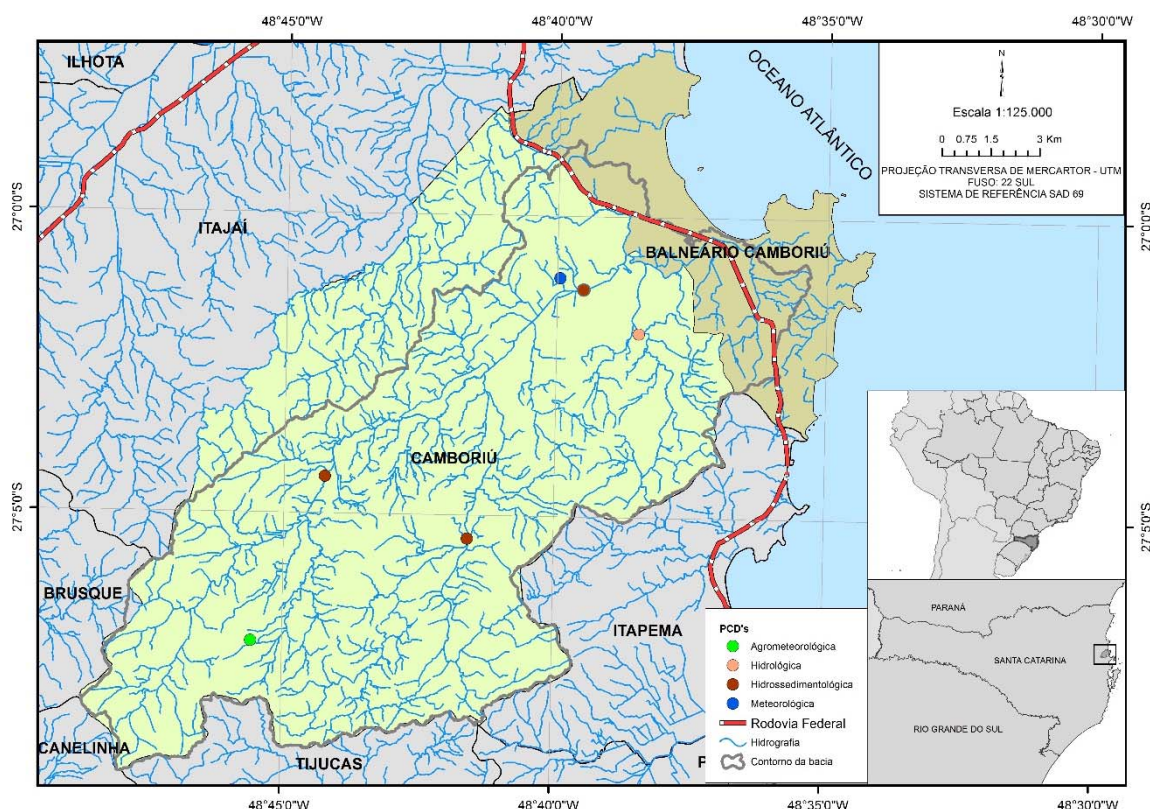 48°45'0"W
48°40'0"W
48°35'0"W
48°30'0"W
ILHOTA
OCEANO ATLÂNTICO
N
Escala 1:125.000
0 0.75 1.5 3 Km
PROJEÇÃO TRANSVERSA DE MERCARTOR - UTM
FUSO: 22 SUL
SISTEMA DE REFERÊNCIA SAD 69
27°0'0"S
27°0'0"S
ITAJAÍ
BALNEÁRIO CAMBORIÚ
CAMBORIÚ
27°5'0"S
27°5'0"S
BRUSQUE
ITAPEMA
PARANÁ
SANTA CATARINA
RIO GRANDE DO SUL
PCD's
Agrometeorológica
Hidrológica
Hidrossedimentológica
Meteorológica
Rodovia Federal
Hidrografia
Contorno da bacia
CANELINHA
TIJUCAS
P
48°45'0"W
48°40'0"W
48°35'0"W
48°30'0"W